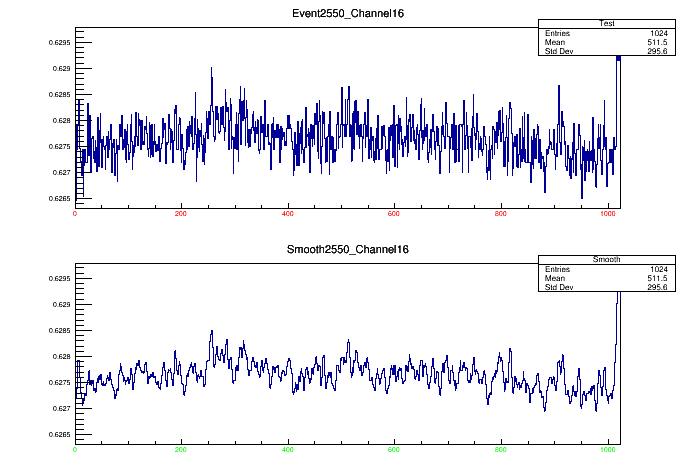 Event2550_Channel16
Test
Entries 1024
Mean 511.5
Std Dev 295.6
0.6295
0.629
0.6285
0.628
0.6275
0.627
0.6265
0 200 400 600 800 1000
Smooth2550_Channel16
Smooth
Entries 1024
Mean 511.5
Std Dev 295.6
0.6295
0.629
0.6285
0.628
0.6275
0.627
0.6265
0 200 400 600 800 1000